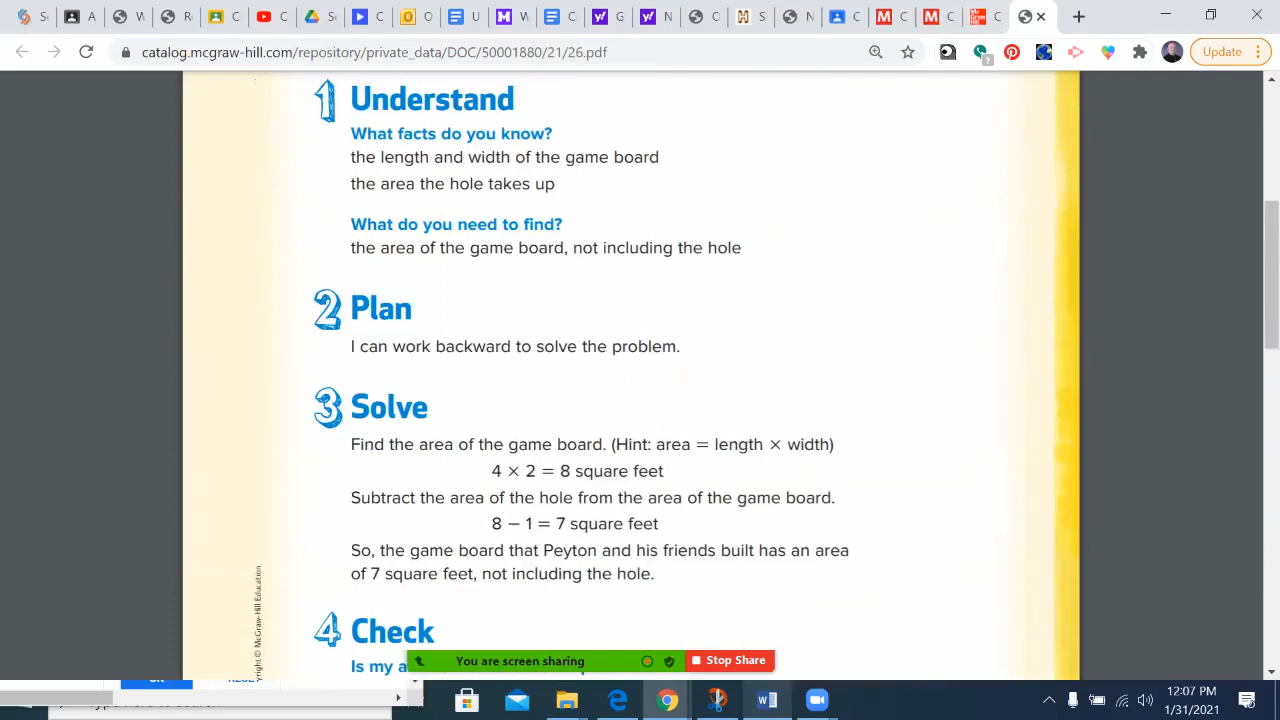 catalog.mcgraw-hill.com/repository/private_data/DOC/50001880/21/26.pdf
Update
1 Understand
What facts do you know?
the length and width of the game board
the area the hole takes up
What do you need to find?
the area of the game board, not including the hole
2 Plan
I can work backward to solve the problem.
3 Solve
Find the area of the game board. (Hint: area = length × width)
4 × 2 = 8 square feet
Subtract the area of the hole from the area of the game board.
8 − 1 = 7 square feet
So, the game board that Peyton and his friends built has an area
of 7 square feet, not including the hole.
4 Check
Is my a
You are screen sharing
Stop Share
© McGraw-Hill Education
12:07 PM
1/31/2021